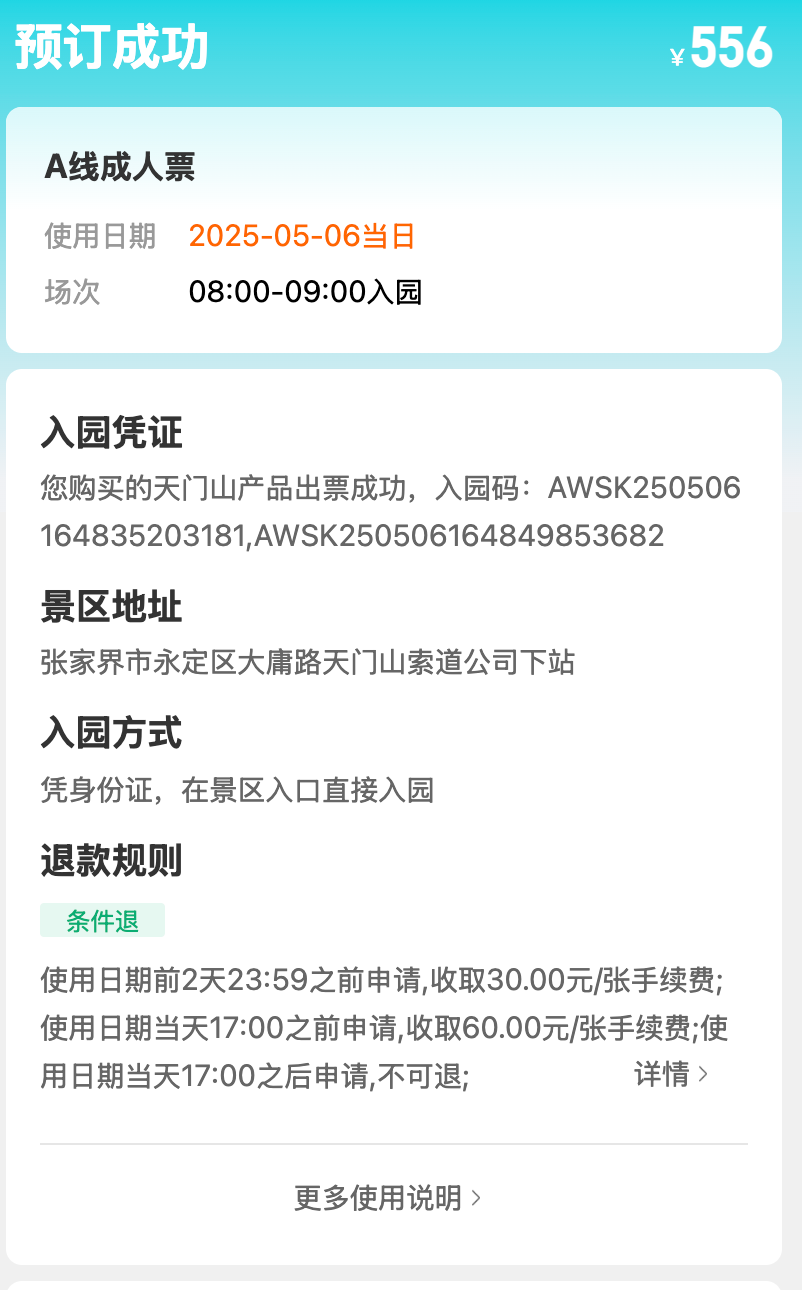 预订成功
¥556
A线成人票
使用日期 2025-05-06当日
场次 08:00-09:00入园
入园凭证
您购买的天门山产品出票成功，入园码：AWSK250506
164835203181,AWSK250506164849853682
景区地址
张家界市永定区大庸路天门山索道公司下站
入园方式
凭身份证，在景区入口直接入园
退款规则
条件退
使用日期前2天23:59之前申请,收取30.00元/张手续费;
使用日期当天17:00之前申请,收取60.00元/张手续费;使
用日期当天17:00之后申请,不可退; 详情 >
更多使用说明 >